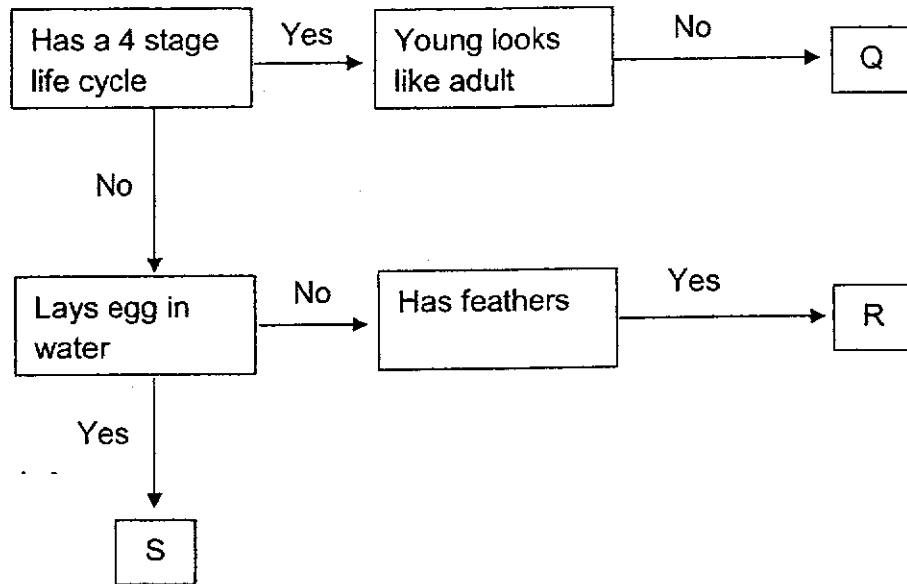 Has a 4 stage
life cycle
Yes
Young looks
like adult
No
Q
No
Lays egg in
water
No
Has feathers
Yes
R
Yes
S